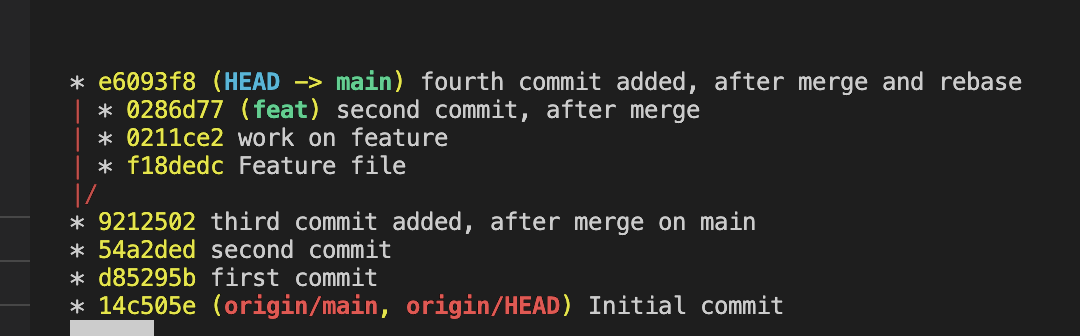 * e6093f8 (HEAD -> main) fourth commit added, after merge and rebase
| * 0286d77 (feat) second commit, after merge
| * 0211ce2 work on feature
| * f18dedc Feature file
|/
* 9212502 third commit added, after merge on main
* 54a2ded second commit
* d85295b first commit
* 14c505e (origin/main, origin/HEAD) Initial commit